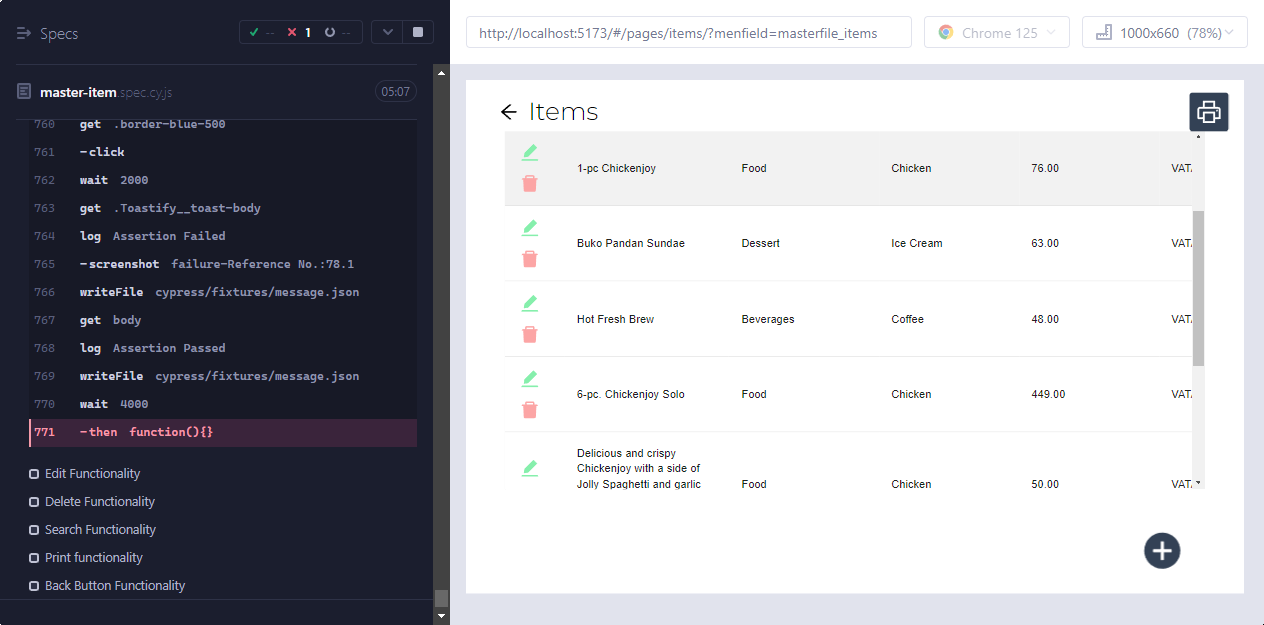 Specs
-- 1 --
master-item.spec.cy.js 05:07
760 get .border-blue-500
761 -click
762 wait 2000
763 get .Toastify__toast-body
764 log Assertion Failed
765 -screenshot failure-Reference No.:78.1
766 writeFile cypress/fixtures/message.json
767 get body
768 log Assertion Passed
769 writeFile cypress/fixtures/message.json
770 wait 4000
771 -then function(){}
Edit Functionality
Delete Functionality
Search Functionality
Print functionality
Back Button Functionality
http://localhost:5173/#/pages/items/?menfield=masterfile_items
Chrome 125
1000x660 (78%)
Items
1-pc Chickenjoy Food Chicken 76.00 VAT
Buko Pandan Sundae Dessert Ice Cream 63.00 VAT
Hot Fresh Brew Beverages Coffee 48.00 VAT
6-pc. Chickenjoy Solo Food Chicken 449.00 VAT
Delicious and crispy
Chickenjoy with a side of
Jolly Spaghetti and garlic Food Chicken 50.00 VAT